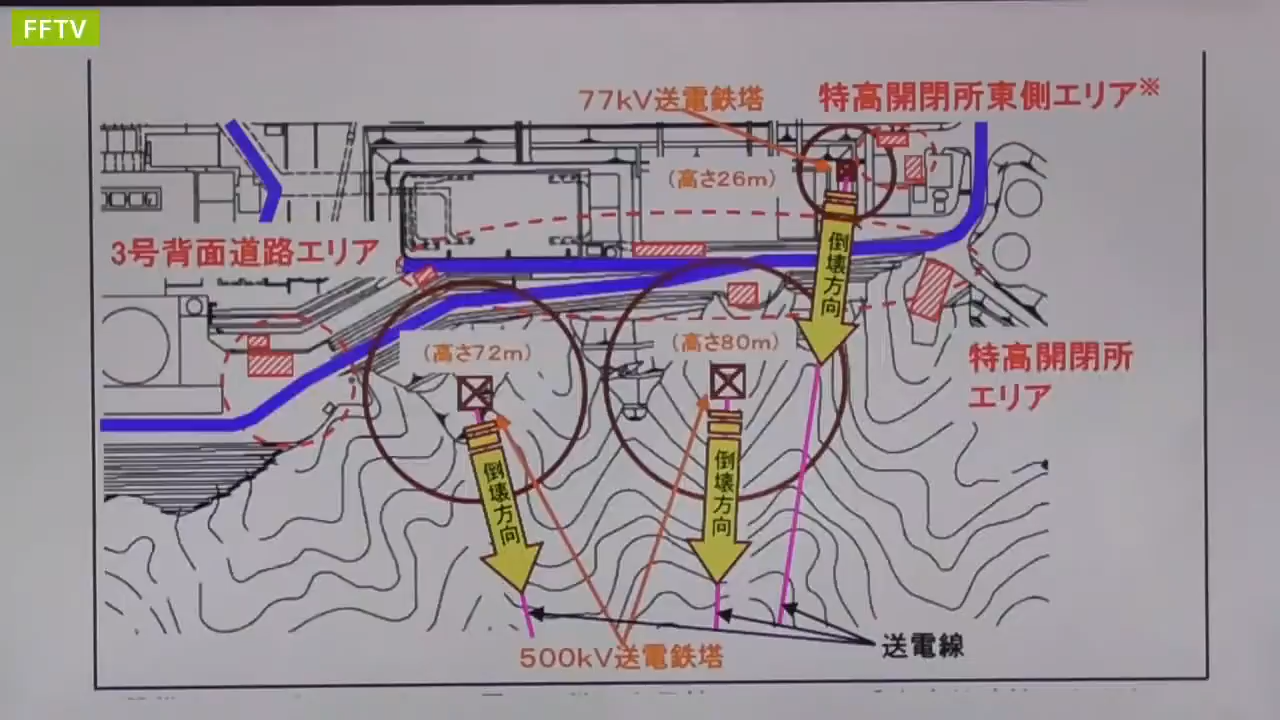 FFTV
77kV送電鉄塔
特高開閉所東側エリア※
(高さ26m)
3号背面道路エリア
倒壊方向
(高さ72m)
(高さ80m)
特高開閉所
エリア
倒壊方向
倒壊方向
送電線
500kV送電鉄塔